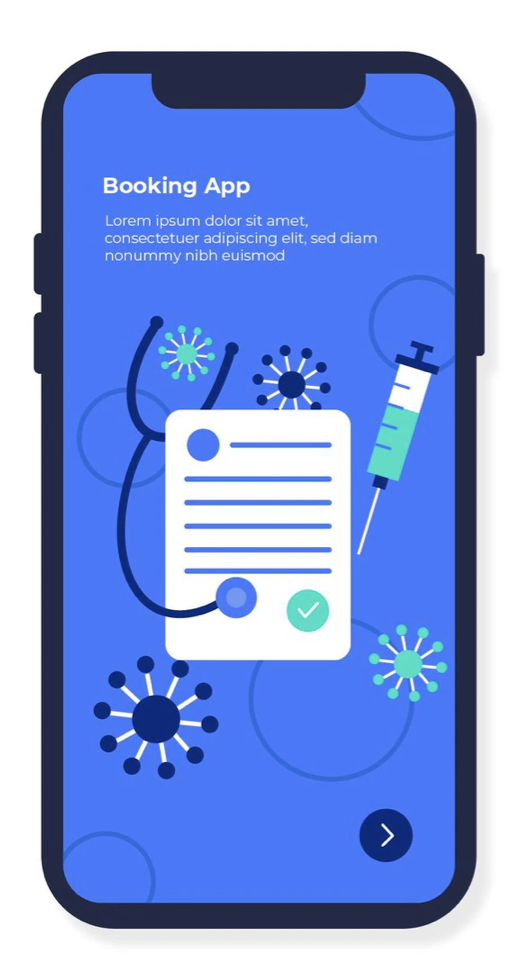 Booking App
Lorem ipsum dolor sit amet,
consectetuer adipiscing elit, sed diam
nonummy nibh euismod